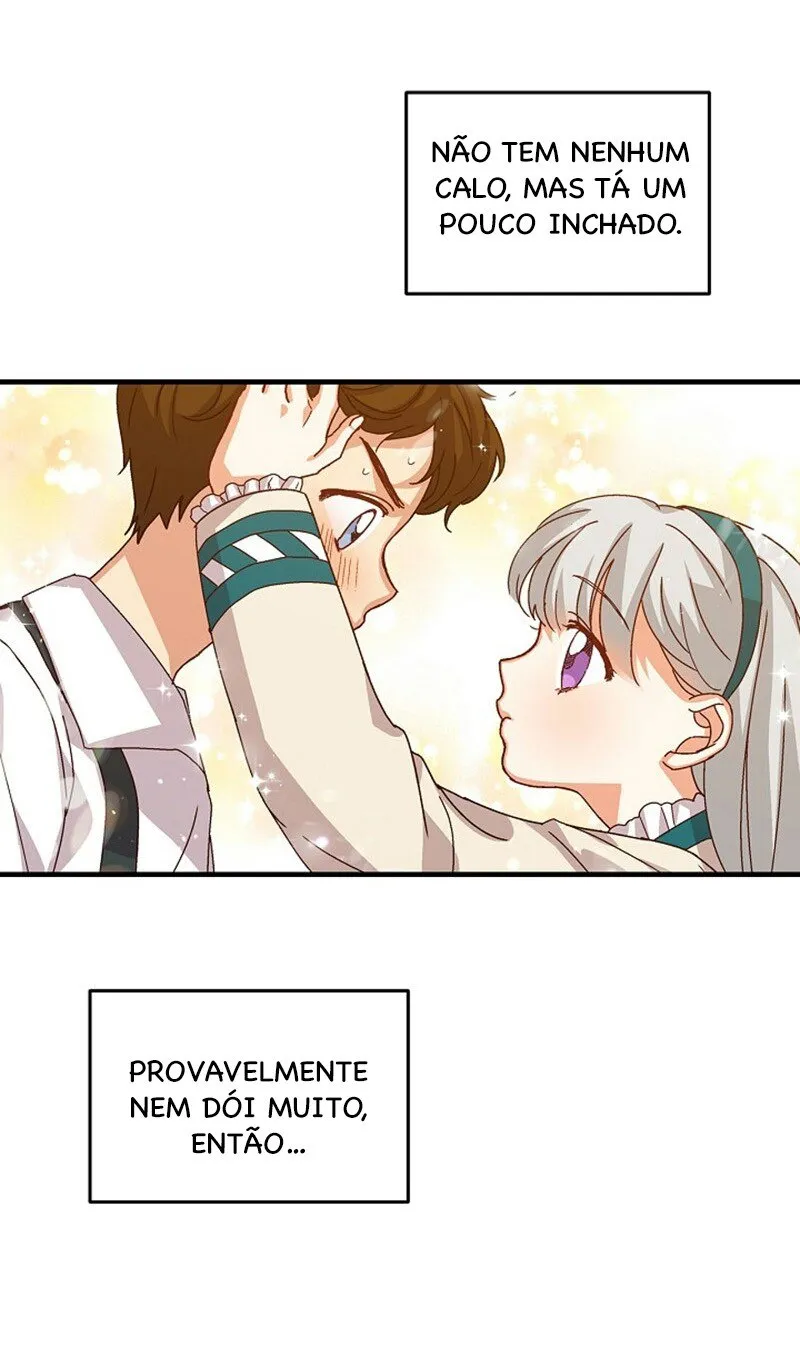 NÃO TEM NENHUM
CALO, MAS TÁ UM
POUCO INCHADO.
PROVAVELMENTE
NEM DÓI MUITO,
ENTÃO...